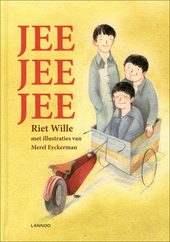 JEE
JEE
JEE
Riet Wille
met illustraties van
Merel Eyckerman
LANNOO